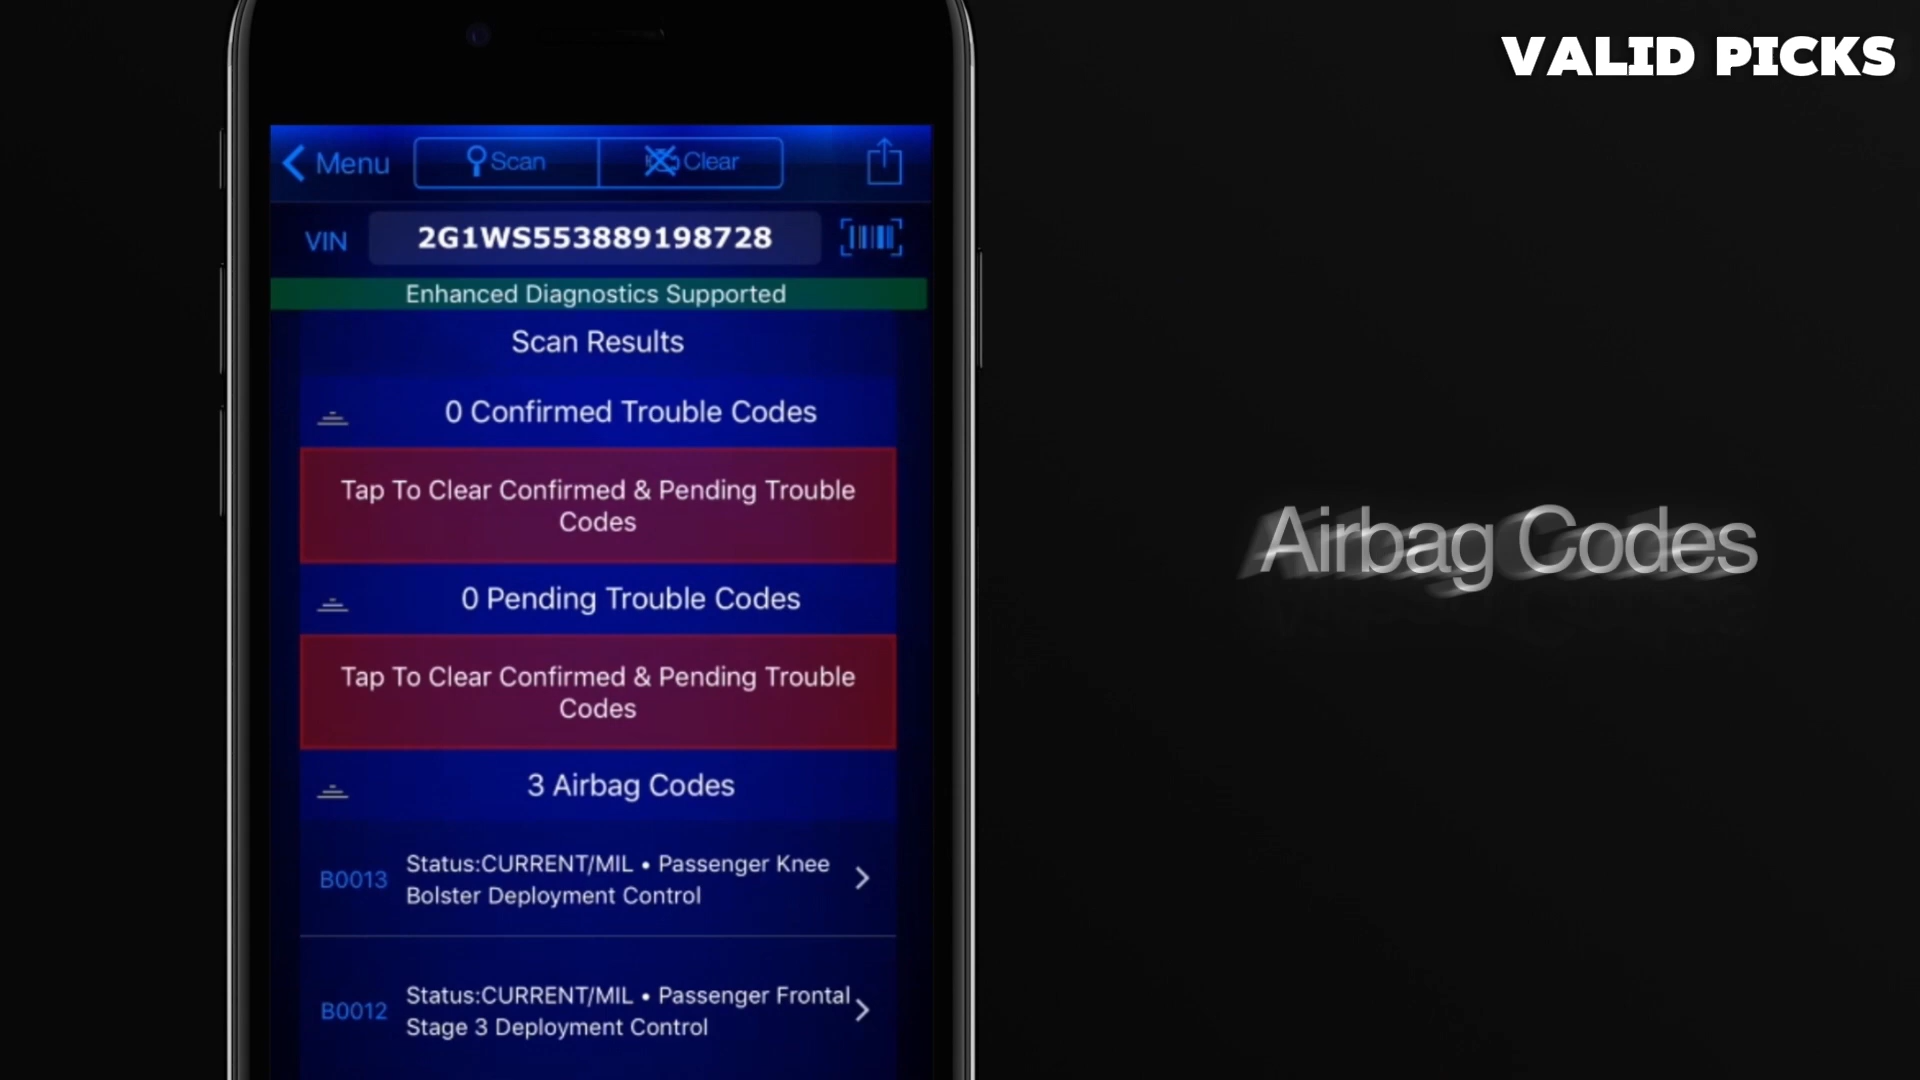 VALID PICKS
Menu
Scan
Clear
VIN
2G1WS553889198728
Enhanced Diagnostics Supported
Scan Results
0 Confirmed Trouble Codes
Tap To Clear Confirmed & Pending Trouble
Codes
0 Pending Trouble Codes
Tap To Clear Confirmed & Pending Trouble
Codes
3 Airbag Codes
B0013
Status:CURRENT/MIL • Passenger Knee
Bolster Deployment Control
B0012
Status:CURRENT/MIL • Passenger Frontal
Stage 3 Deployment Control
Airbag Codes